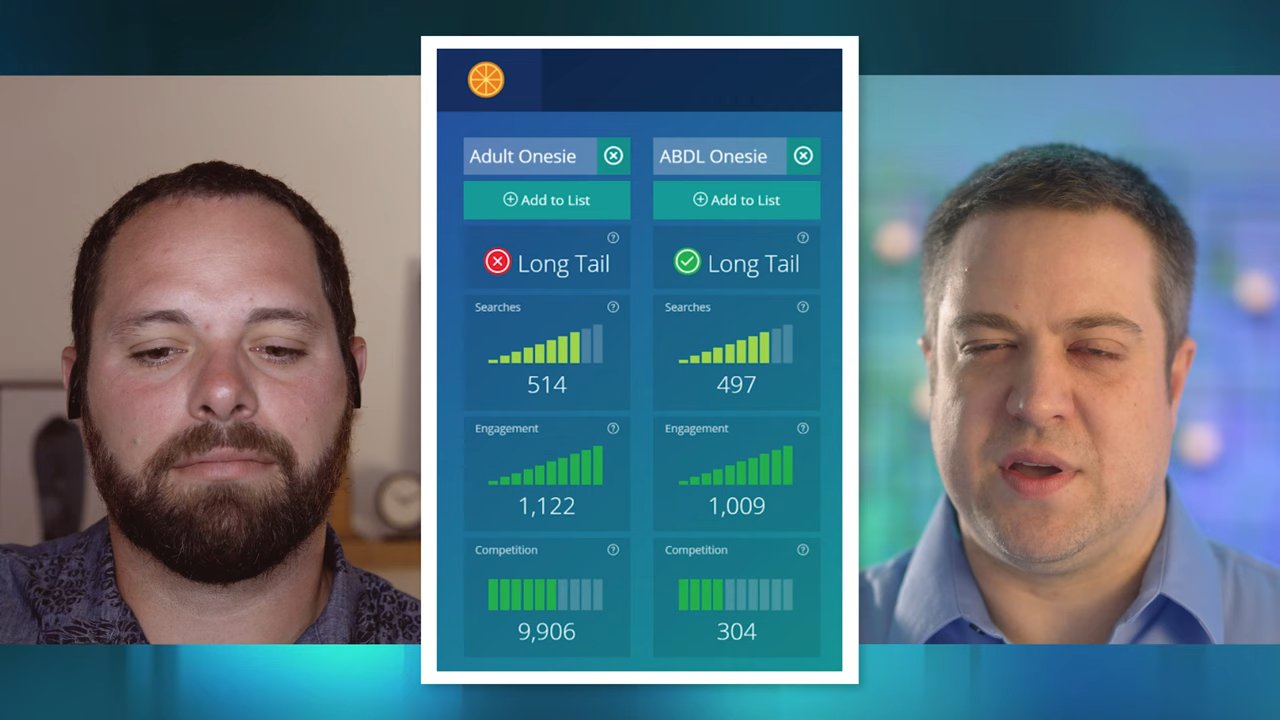 Adult Onesie
Add to List
Long Tail
Searches
514
Engagement
1,122
Competition
9,906
ABDL Onesie
Add to List
Long Tail
Searches
497
Engagement
1,009
Competition
304